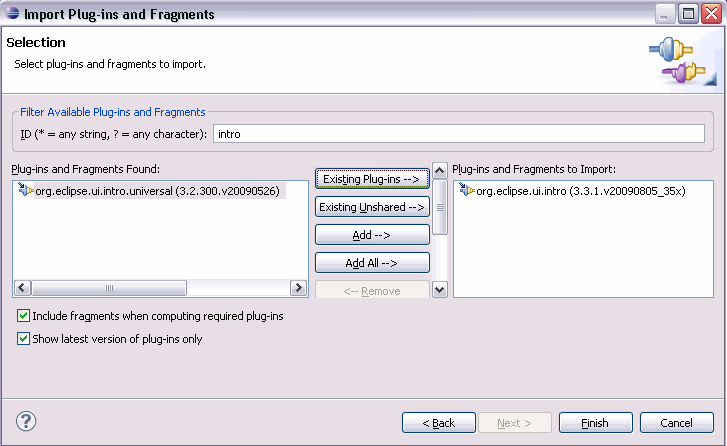 Import Plug-ins and Fragments
Selection
Select plug-ins and fragments to import.
Filter Available Plug-ins and Fragments
ID (* = any string, ? = any character): intro
Plug-ins and Fragments Found:
org.eclipse.ui.intro.universal (3.2.300.v20090526)
Existing Plug-ins -->
Existing Unshared -->
Add -->
Add All -->
<-- Remove
Plug-ins and Fragments to Import:
org.eclipse.ui.intro (3.3.1.v20090805_35x)
Include fragments when computing required plug-ins
Show latest version of plug-ins only
?
< Back
Next >
Finish
Cancel